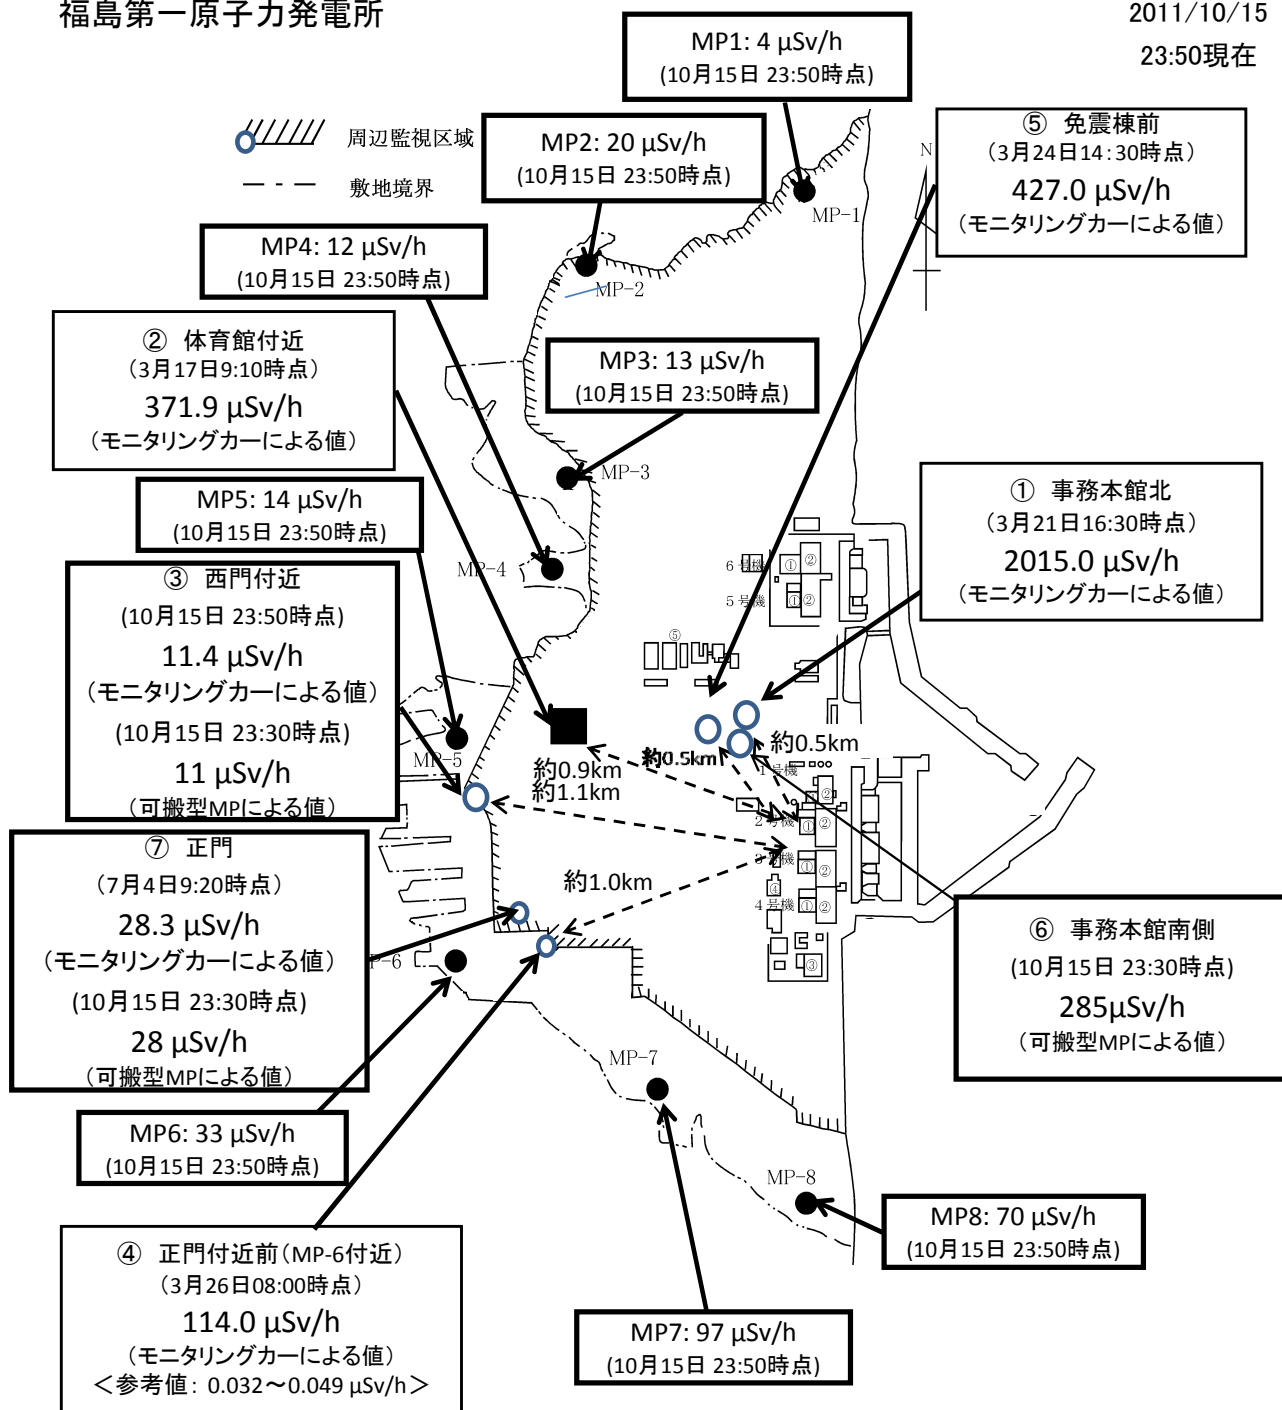 福島第一原子力発電所
2011/10/15
23:50現在
MP1: 4 μSv/h
(10月15日 23:50時点)
周辺監視区域
敷地境界
MP2: 20 μSv/h
(10月15日 23:50時点)
⑤ 免震棟前
(3月24日14:30時点)
427.0 μSv/h
(モニタリングカーによる値)
N
MP-1
MP4: 12 μSv/h
(10月15日 23:50時点)
MP-2
② 体育館付近
(3月17日9:10時点)
371.9 μSv/h
(モニタリングカーによる値)
MP3: 13 μSv/h
(10月15日 23:50時点)
MP-3
MP5: 14 μSv/h
(10月15日 23:50時点)
① 事務本館北
(3月21日16:30時点)
2015.0 μSv/h
(モニタリングカーによる値)
MP-4
6号機
① ②
5号機
① ②
③ 西門付近
(10月15日 23:50時点)
11.4 μSv/h
(モニタリングカーによる値)
(10月15日 23:30時点)
11 μSv/h
(可搬型MPによる値)
⑤
MP-5
約0.9km
約1.1km
約0.5km
約0.5km
1号機
②
2号機
① ②
3号機
① ②
④
4号機
① ②
③
約1.0km
⑦ 正門
(7月4日9:20時点)
28.3 μSv/h
(モニタリングカーによる値)
(10月15日 23:30時点)
28 μSv/h
(可搬型MPによる値)
P-6
⑥ 事務本館南側
(10月15日 23:30時点)
285μSv/h
(可搬型MPによる値)
MP-7
MP6: 33 μSv/h
(10月15日 23:50時点)
MP-8
MP8: 70 μSv/h
(10月15日 23:50時点)
④ 正門付近前(MP-6付近)
(3月26日08:00時点)
114.0 μSv/h
(モニタリングカーによる値)
<参考値: 0.032~0.049 μSv/h>
MP7: 97 μSv/h
(10月15日 23:50時点)